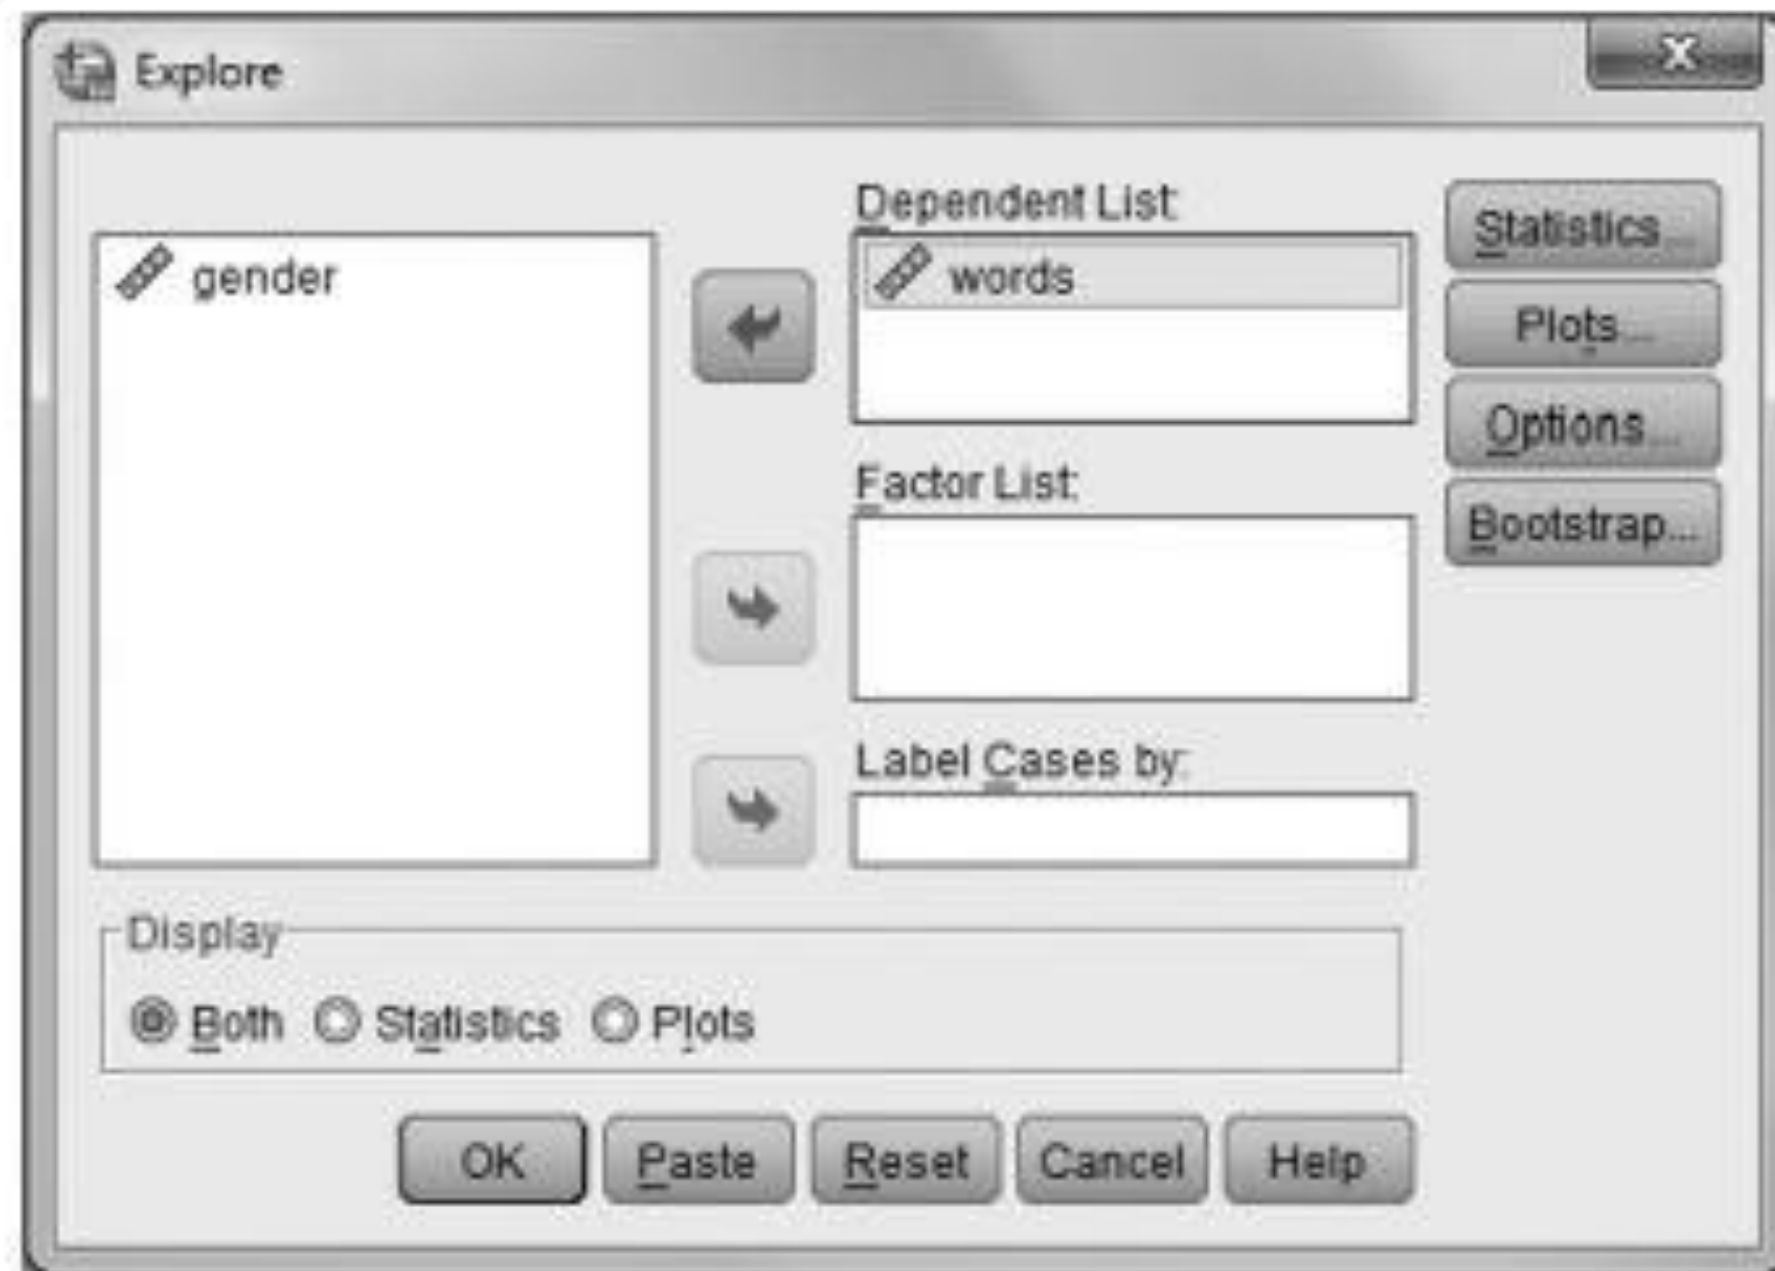 Explore
Dependent List:
Statistics...
gender
words
Plots...
Options...
Factor List:
Bootstrap...
Label Cases by:
Display
Both Statistics Plots
OK Paste Reset Cancel Help